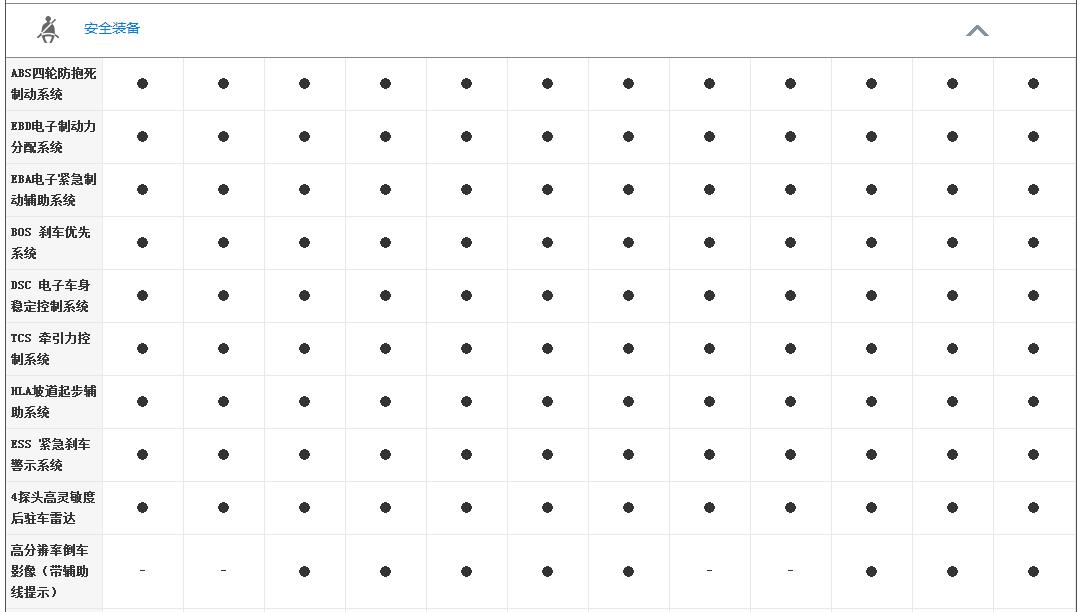 安全装备
ABS四轮防抱死
制动系统
● ● ● ● ● ● ● ● ● ● ● ●
EBD电子制动力
分配系统
● ● ● ● ● ● ● ● ● ● ● ●
EBA电子紧急制
动辅助系统
● ● ● ● ● ● ● ● ● ● ● ●
BOS 刹车优先
系统
● ● ● ● ● ● ● ● ● ● ● ●
DSC 电子车身
稳定控制系统
● ● ● ● ● ● ● ● ● ● ● ●
TCS 牵引力控
制系统
● ● ● ● ● ● ● ● ● ● ● ●
HLA坡道起步辅
助系统
● ● ● ● ● ● ● ● ● ● ● ●
ESS 紧急刹车
警示系统
● ● ● ● ● ● ● ● ● ● ● ●
4探头高灵敏度
后驻车雷达
● ● ● ● ● ● ● ● ● ● ● ●
高分辨率倒车
影像（带辅助
线提示）
- - ● ● ● ● ● - - ● ● ●